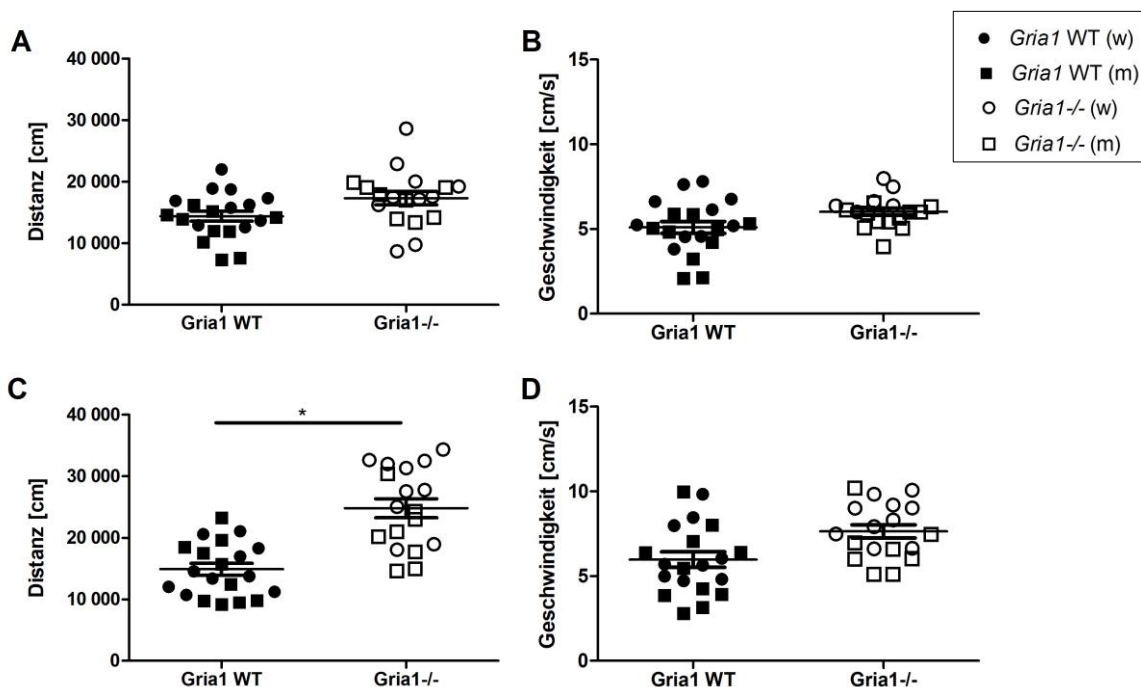 A
Distanz [cm]
40 000
30 000
20 000
10 000
0
Gria1 WT
Gria1-/-
B
Geschwindigkeit [cm/s]
15
10
5
0
Gria1 WT
Gria1-/-
Gria1 WT (w)
Gria1 WT (m)
Gria1-/- (w)
Gria1-/- (m)
C
Distanz [cm]
40 000
30 000
20 000
10 000
0
*
Gria1 WT
Gria1-/-
D
Geschwindigkeit [cm/s]
15
10
5
0
Gria1 WT
Gria1-/-